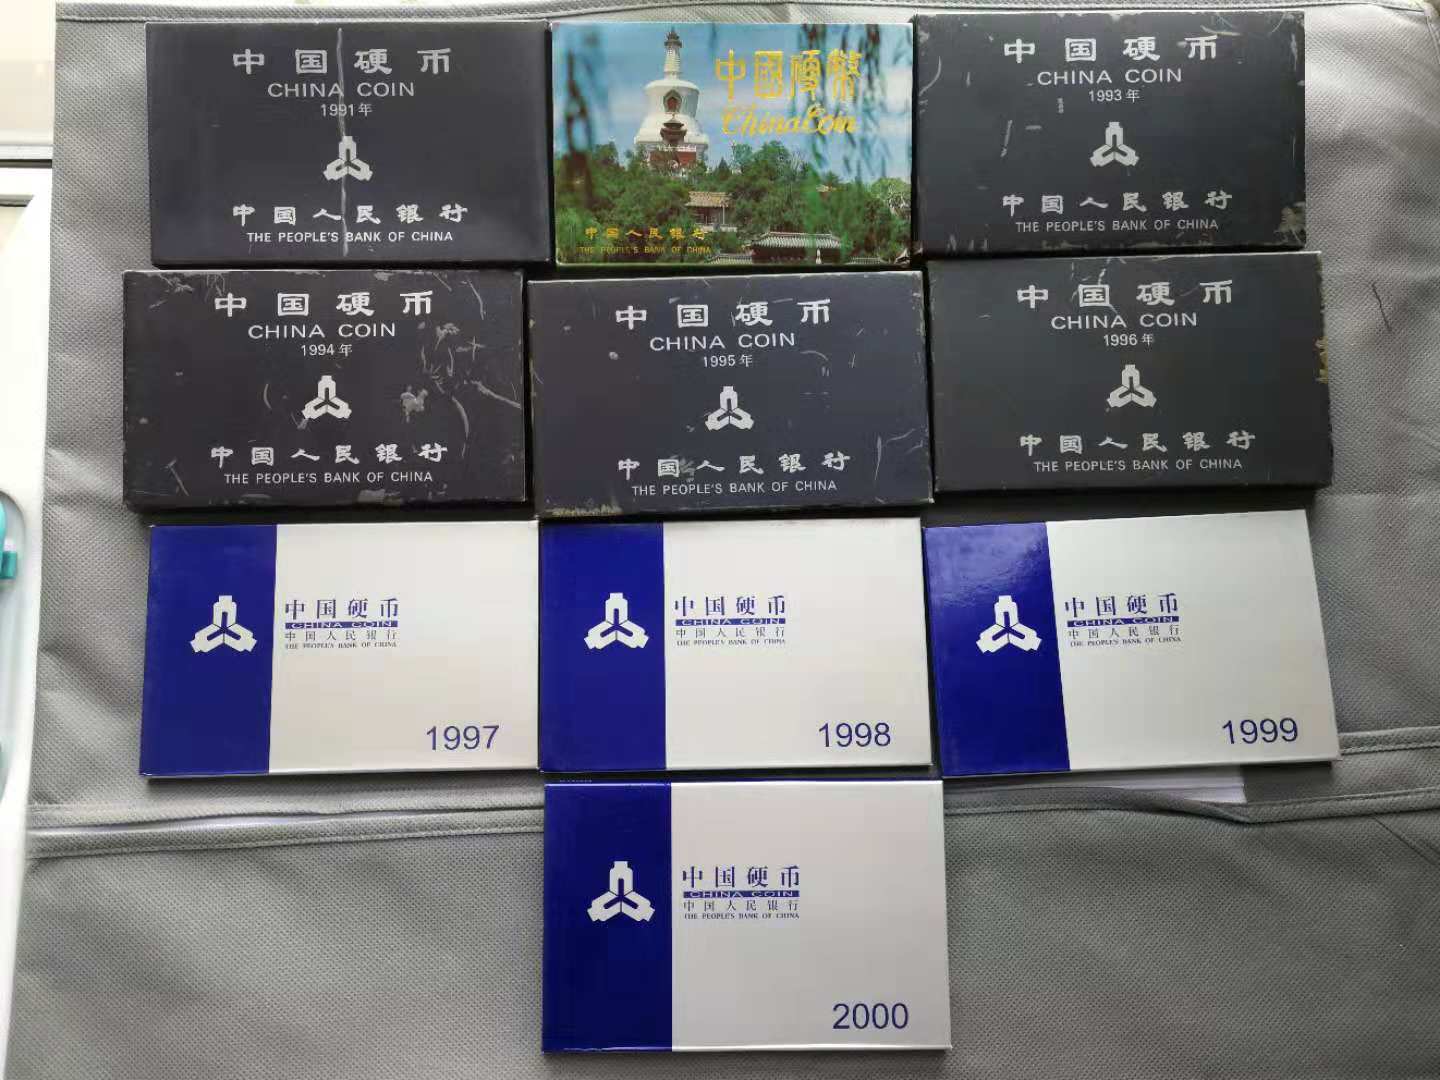 中国硬币
CHINA COIN
1991年
中国人民银行
THE PEOPLE'S BANK OF CHINA
中國硬幣
China Coin
中国人民银行
THE PEOPLE'S BANK OF CHINA
中国硬币
CHINA COIN
1993年
中国人民银行
THE PEOPLE'S BANK OF CHINA
中国硬币
CHINA COIN
1994年
中国人民银行
THE PEOPLE'S BANK OF CHINA
中国硬币
CHINA COIN
1995年
中国人民银行
THE PEOPLE'S BANK OF CHINA
中国硬币
CHINA COIN
1996年
中国人民银行
THE PEOPLE'S BANK OF CHINA
中国硬币
CHINA COIN
中国人民银行
THE PEOPLE'S BANK OF CHINA
1997
中国硬币
CHINA COIN
中国人民银行
THE PEOPLE'S BANK OF CHINA
1998
中国硬币
CHINA COIN
中国人民银行
THE PEOPLE'S BANK OF CHINA
1999
中国硬币
CHINA COIN
中国人民银行
THE PEOPLE'S BANK OF CHINA
2000